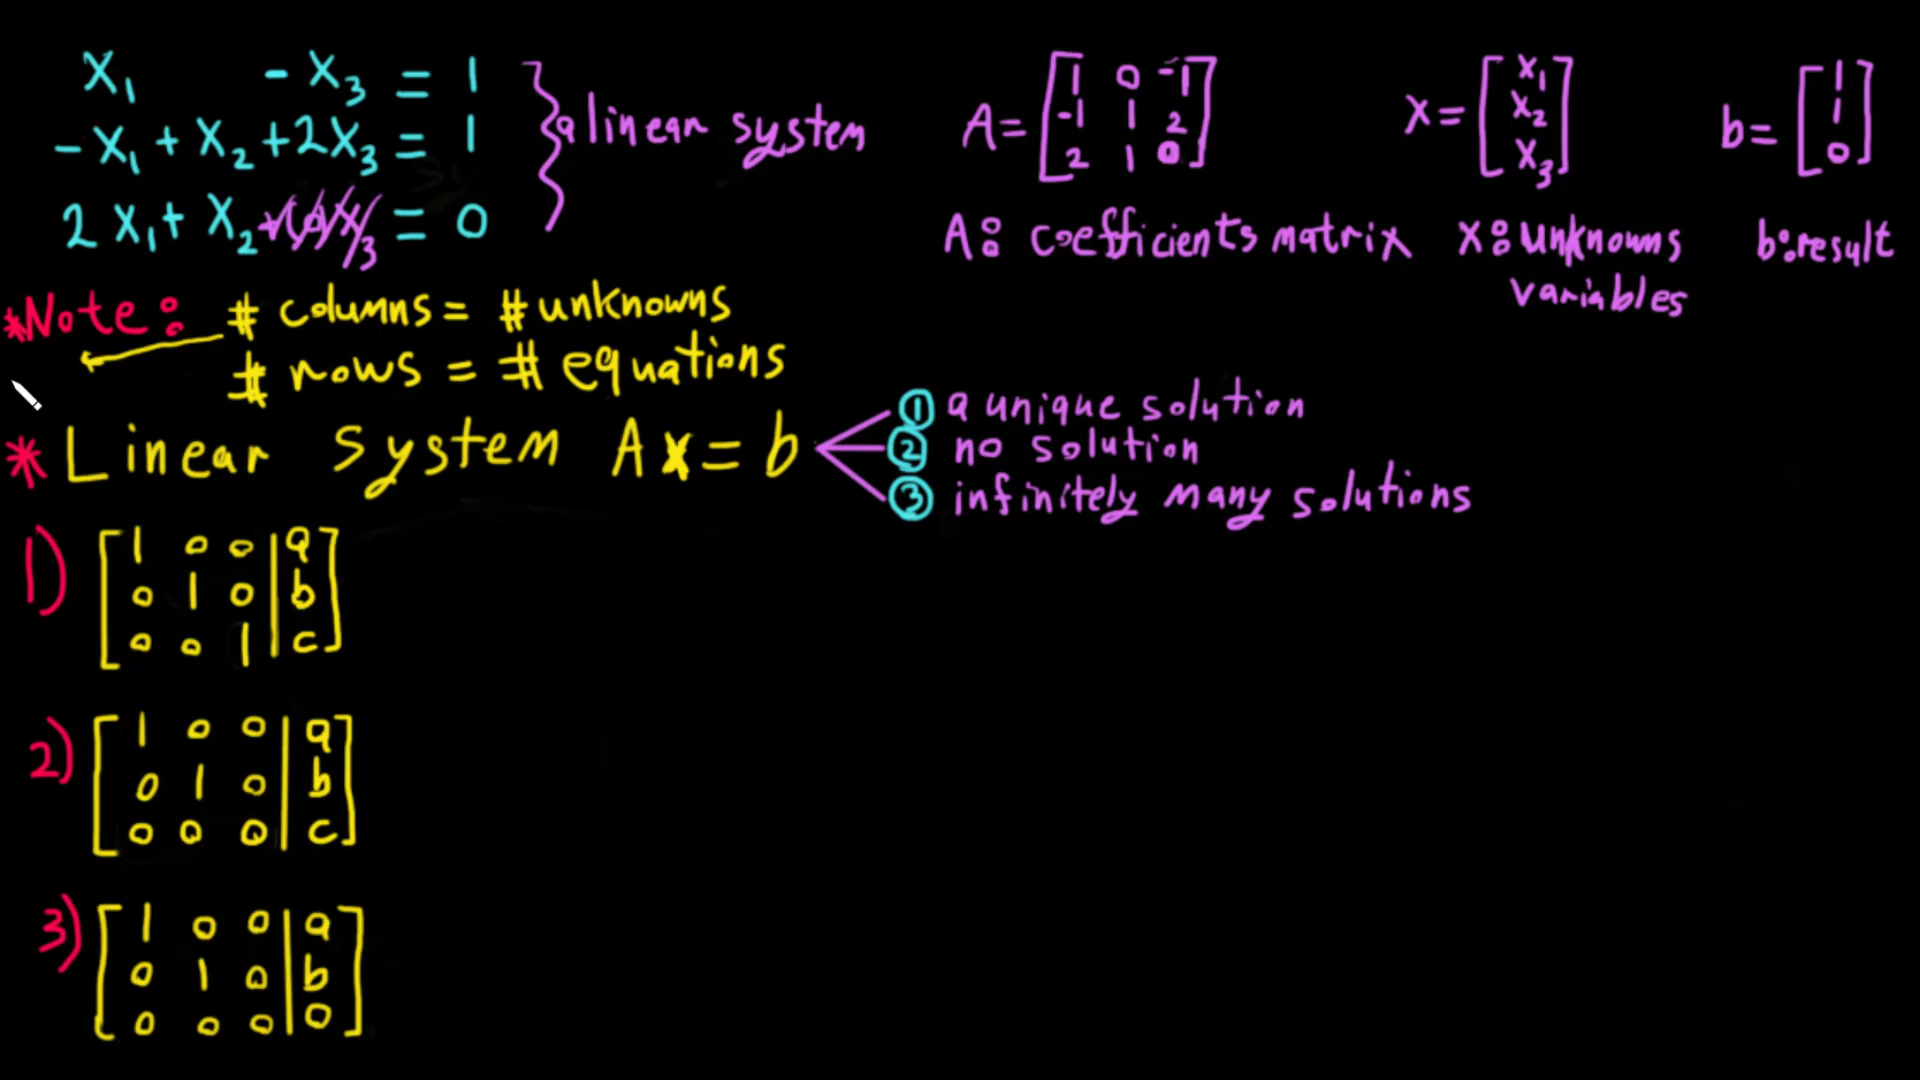 x₁ - x₃ = 1
-x₁ + x₂ + 2x₃ = 1
2x₁ + x₂ = 0
a linear system
A = [1 0 -1
-1 1 2
2 1 0]
x = [x₁
x₂
x₃]
b = [1
1
0]
A: coefficients matrix
x: unknowns
variables
b: result
*Note: # columns = # unknowns
# rows = # equations
* Linear system Ax = b
① a unique solution
② no solution
③ infinitely many solutions
1) [1 0 0 | a
0 1 0 | b
0 0 1 | c]
2) [1 0 0 | a
0 1 0 | b
0 0 0 | c]
3) [1 0 0 | a
0 1 0 | b
0 0 0 | 0]